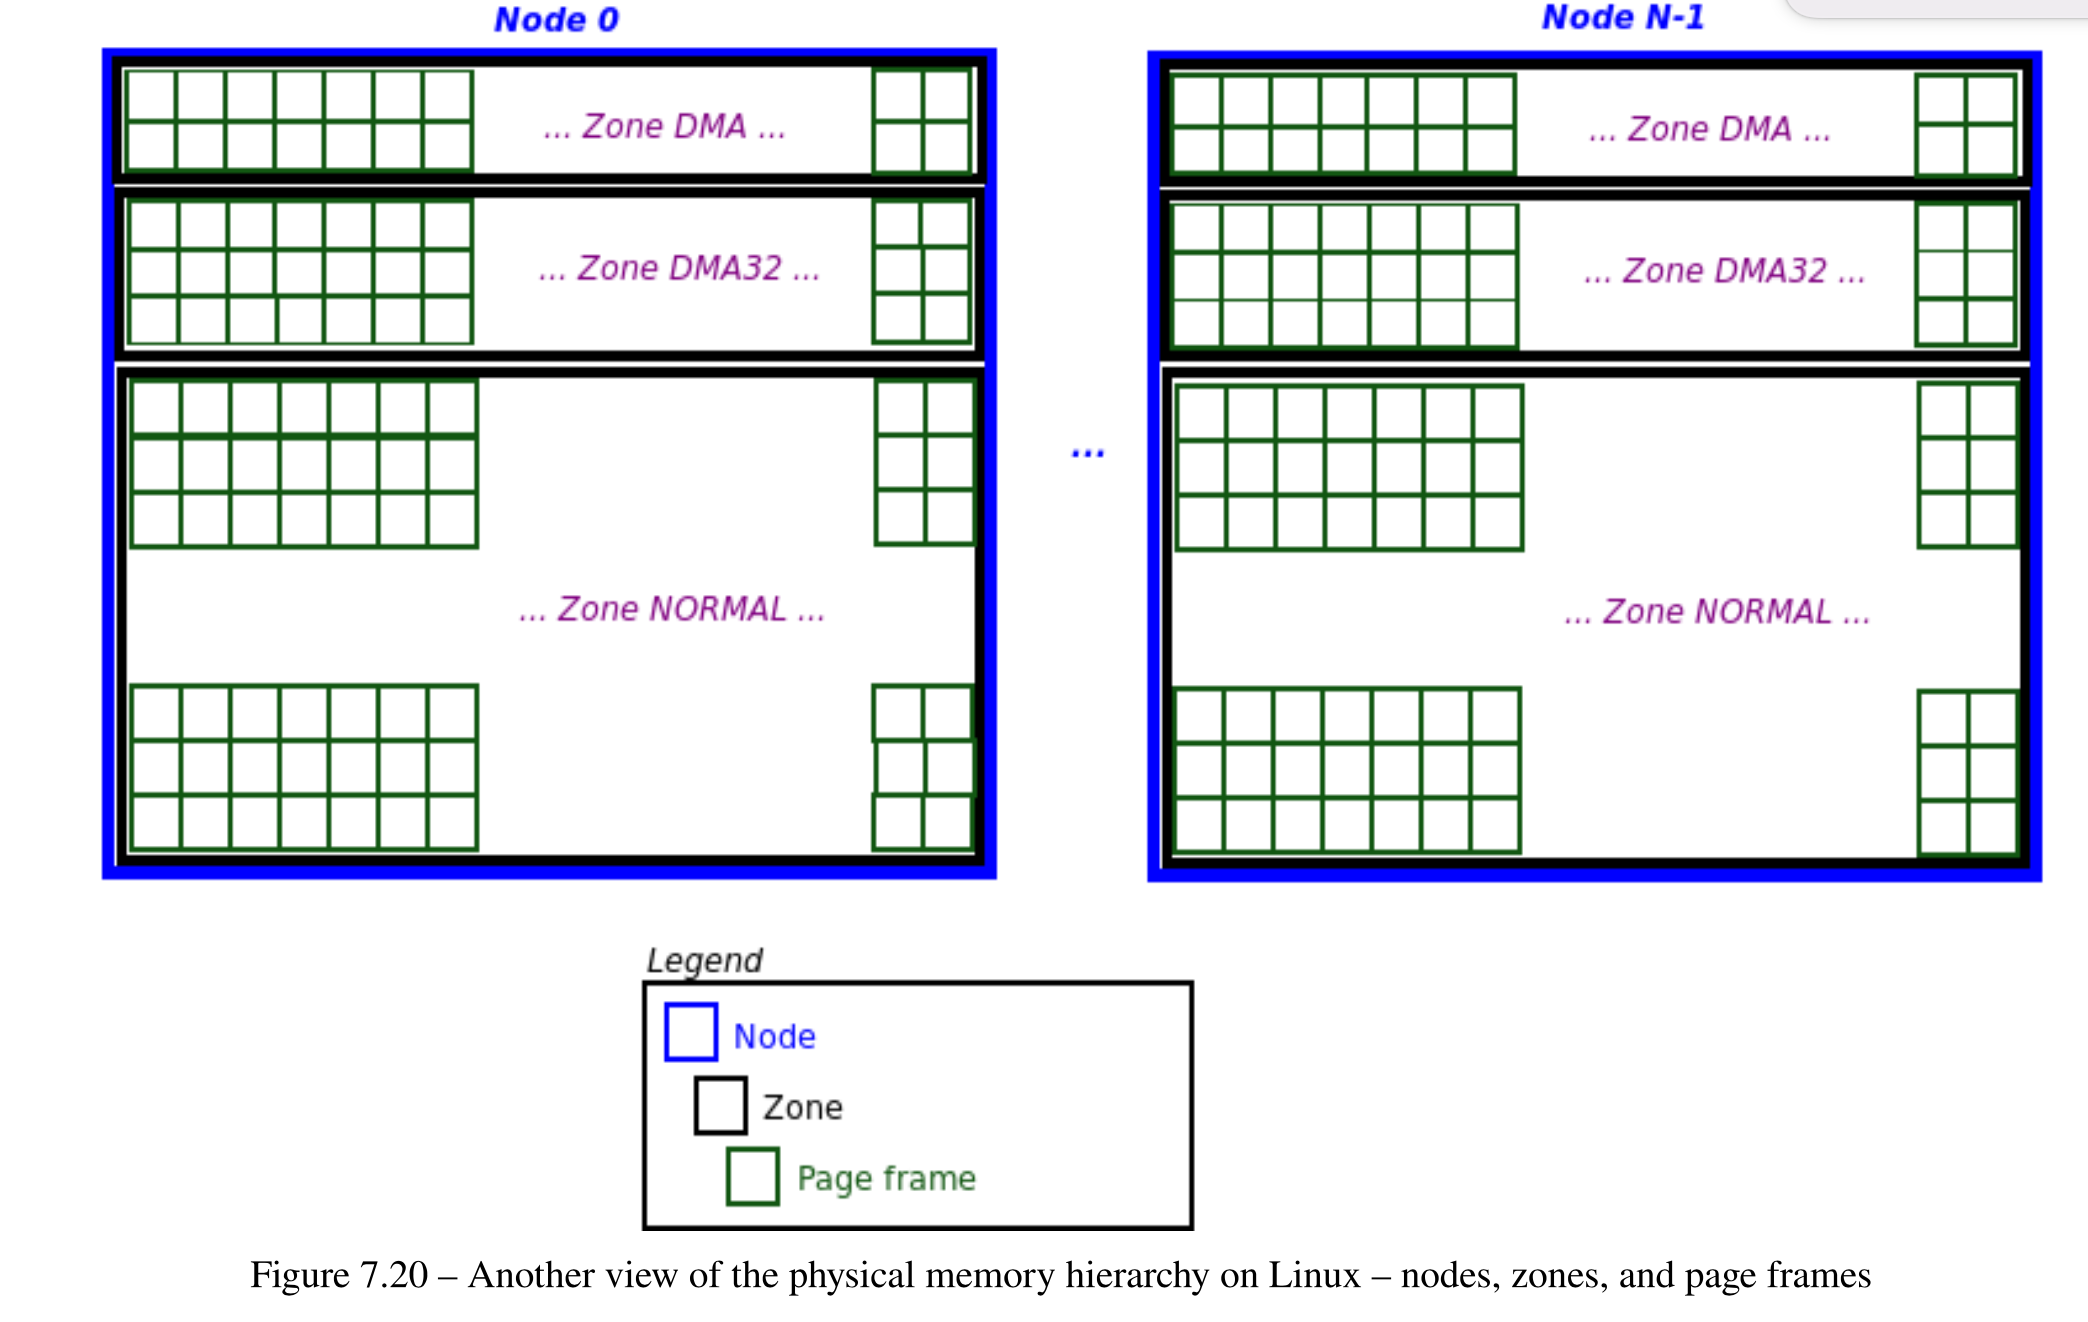 Node 0
Node N-1
... Zone DMA ...
... Zone DMA ...
... Zone DMA32 ...
... Zone DMA32 ...
...
... Zone NORMAL ...
... Zone NORMAL ...
Legend
Node
Zone
Page frame
Figure 7.20 – Another view of the physical memory hierarchy on Linux – nodes, zones, and page frames